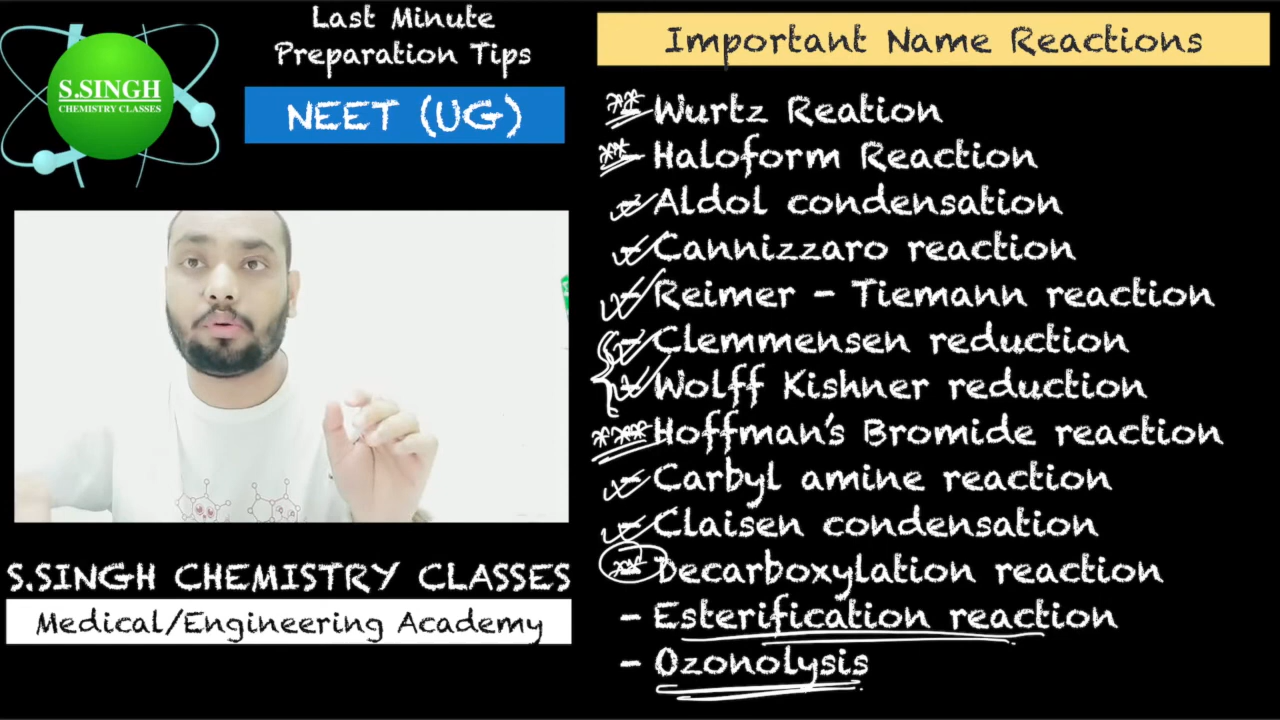 Last Minute
Preparation Tips
NEET (UG)
S.SINGH
CHEMISTRY CLASSES
S.SINGH CHEMISTRY CLASSES
Medical/Engineering Academy
Important Name Reactions
Wurtz Reation
Haloform Reaction
Aldol condensation
Cannizzaro reaction
Reimer - Tiemann reaction
Clemmensen reduction
Wolff Kishner reduction
Hoffman's Bromide reaction
Carbyl amine reaction
Claisen condensation
Decarboxylation reaction
- Esterification reaction
- Ozonolysis